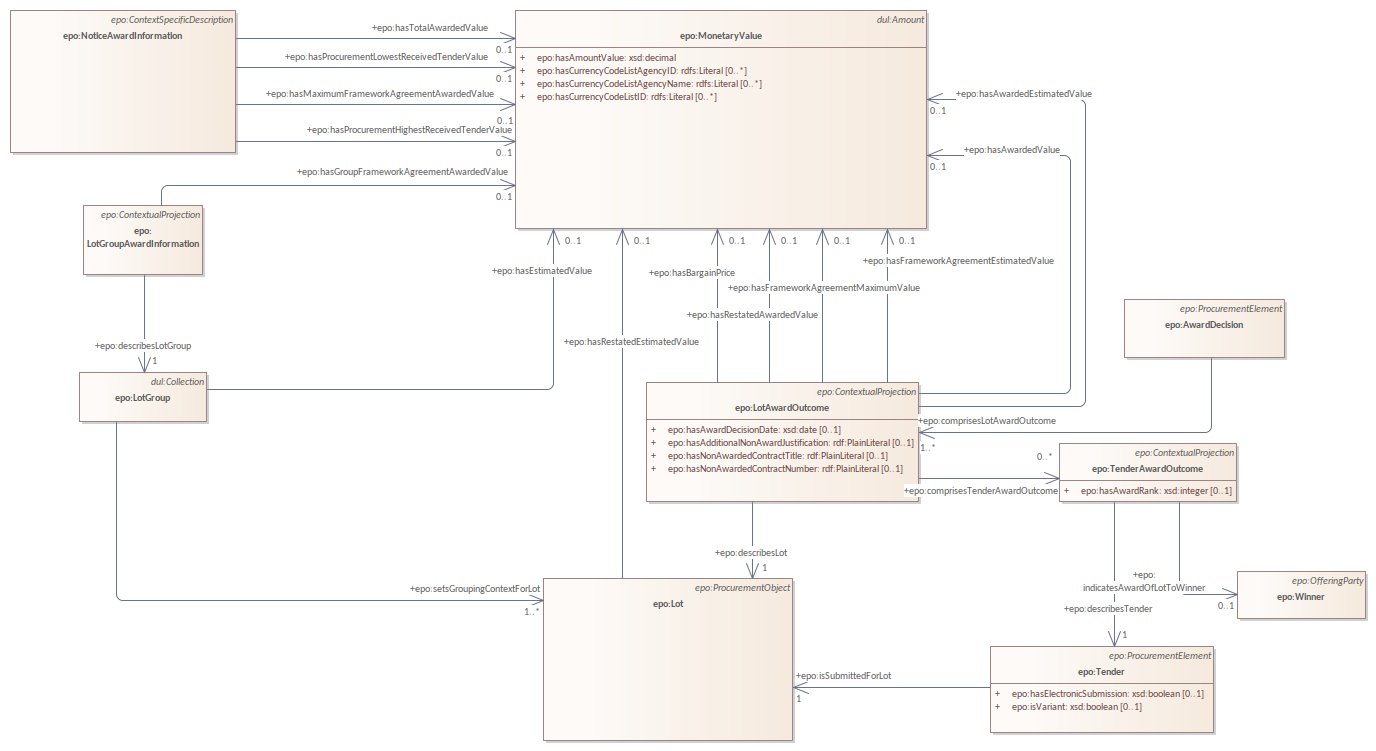 epo:ContextSpecificDescription
epo:NoticeAwardInformation
+epo:hasTotalAwardedValue
0..1
+epo:hasProcurementLowestReceivedTenderValue
0..1
+epo:hasMaximumFrameworkAgreementAwardedValue
0..1
+epo:hasProcurementHighestReceivedTenderValue
0..1
+epo:hasGroupFrameworkAgreementAwardedValue
0..1
dul:Amount
epo:MonetaryValue
+ epo:hasAmountValue: xsd:decimal
+ epo:hasCurrencyCodeListAgencyID: rdfs:Literal [0..*]
+ epo:hasCurrencyCodeListAgencyName: rdfs:Literal [0..*]
+ epo:hasCurrencyCodeListID: rdfs:Literal [0..*]
+epo:hasAwardedEstimatedValue
0..1
+epo:hasAwardedValue
0..1
epo:ContextualProjection
epo:
LotGroupAwardInformation
0..1
0..1
0..1
0..1
0..1
0..1
+epo:hasEstimatedValue
+epo:hasBargainPrice
+epo:hasFrameworkAgreementEstimatedValue
+epo:hasFrameworkAgreementMaximumValue
+epo:hasRestatedAwardedValue
+epo:hasRestatedEstimatedValue
+epo:describesLotGroup
1
dul:Collection
epo:LotGroup
epo:ProcurementElement
epo:AwardDecision
epo:ContextualProjection
epo:LotAwardOutcome
+ epo:hasAwardDecisionDate: xsd:date [0..1]
+ epo:hasAdditionalNonAwardJustification: rdf:PlainLiteral [0..1]
+ epo:hasNonAwardedContractTitle: rdf:PlainLiteral [0..1]
+ epo:hasNonAwardedContractNumber: rdf:PlainLiteral [0..1]
+epo:comprisesLotAwardOutcome
1..*
0..*
+epo:comprisesTenderAwardOutcome
epo:ContextualProjection
epo:TenderAwardOutcome
+ epo:hasAwardRank: xsd:integer [0..1]
+epo:describesLot
1
+epo:setsGroupingContextForLot
1..*
epo:ProcurementObject
epo:Lot
+epo:
indicatesAwardOfLotToWinner
0..1
+epo:describesTender
1
epo:OfferingParty
epo:Winner
+epo:isSubmittedForLot
1
epo:ProcurementElement
epo:Tender
+ epo:hasElectronicSubmission: xsd:boolean [0..1]
+ epo:isVariant: xsd:boolean [0..1]